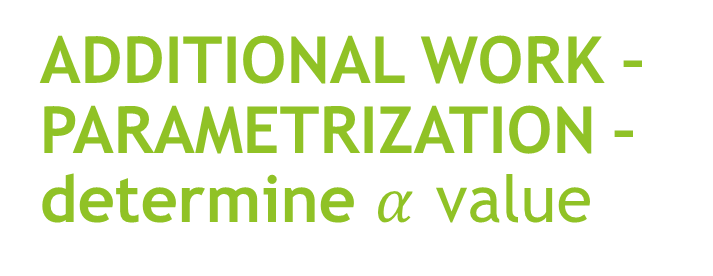 ADDITIONAL WORK –
PARAMETRIZATION –
determine 𝛼 value